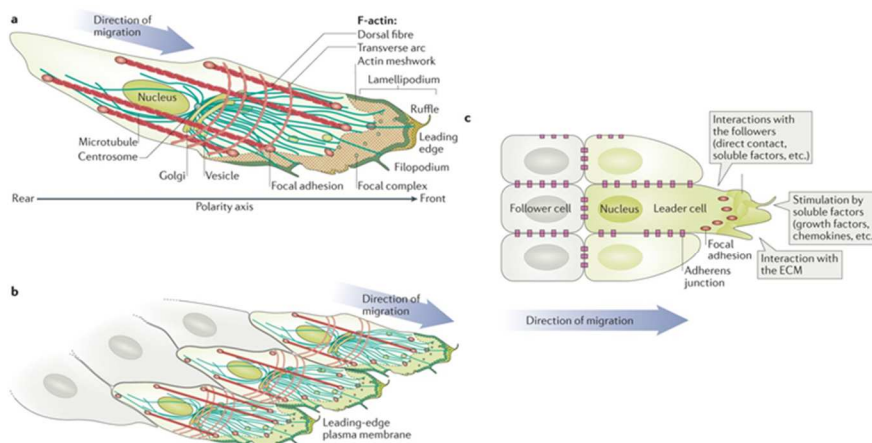 a
Direction of
migration
F-actin:
Dorsal fibre
Transverse arc
Actin meshwork
Lamellipodium
Nucleus
Ruffle
Leading
edge
Microtubule
Centrosome
Filopodium
Golgi
Vesicle
Focal adhesion
Focal complex
Rear
Polarity axis
Front
b
Direction of
migration
Leading-edge
plasma membrane
c
Interactions with
the followers
(direct contact,
soluble factors, etc.)
Follower cell
Nucleus
Leader cell
Stimulation by
soluble factors
(growth factors,
chemokines, etc.
Focal
adhesion
Interaction with
the ECM
Adherens
junction
Direction of migration